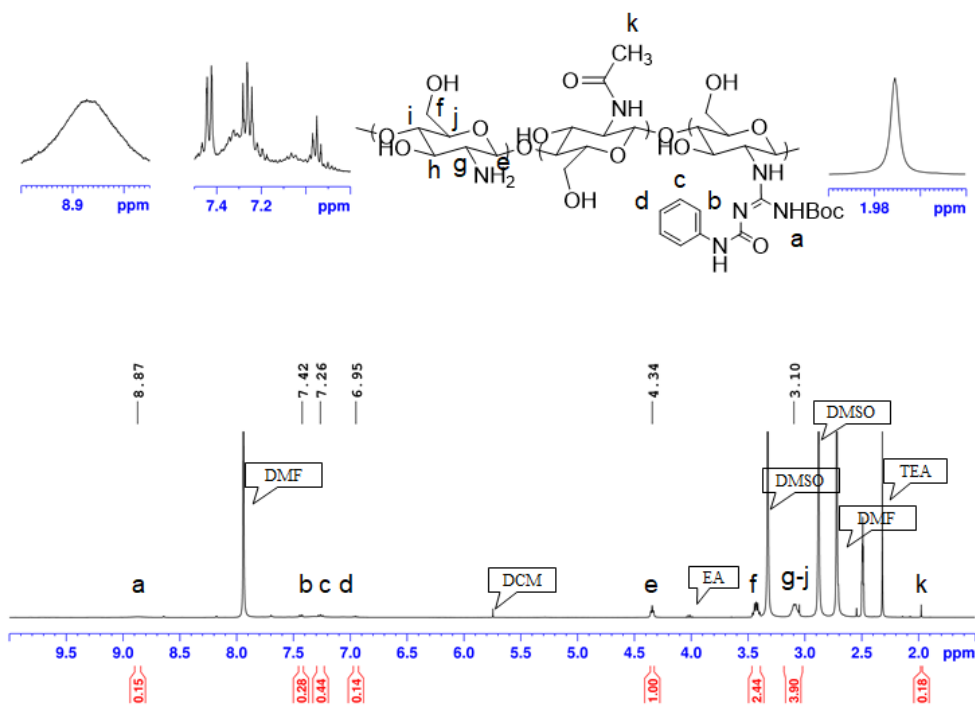 k
CH₃
O
OH
f
N
H
OH
i
j
O
O
O
O
O
HO
h
g
e
O
HO
O
HO
NH₂
c
b
NH
OH
d
N
NHBoc
N
H
O
a
8.9 ppm
7.4 7.2 ppm
1.98 ppm
8.87
7.42
7.26
6.95
4.34
3.10
DMSO
DMF
DMSO
TEA
DMF
DCM
EA
a b c d e f g-j k
9.5 9.0 8.5 8.0 7.5 7.0 6.5 6.0 5.5 5.0 4.5 4.0 3.5 3.0 2.5 2.0 ppm
0.15 0.28 0.44 0.14 1.00 2.44 3.90 0.18